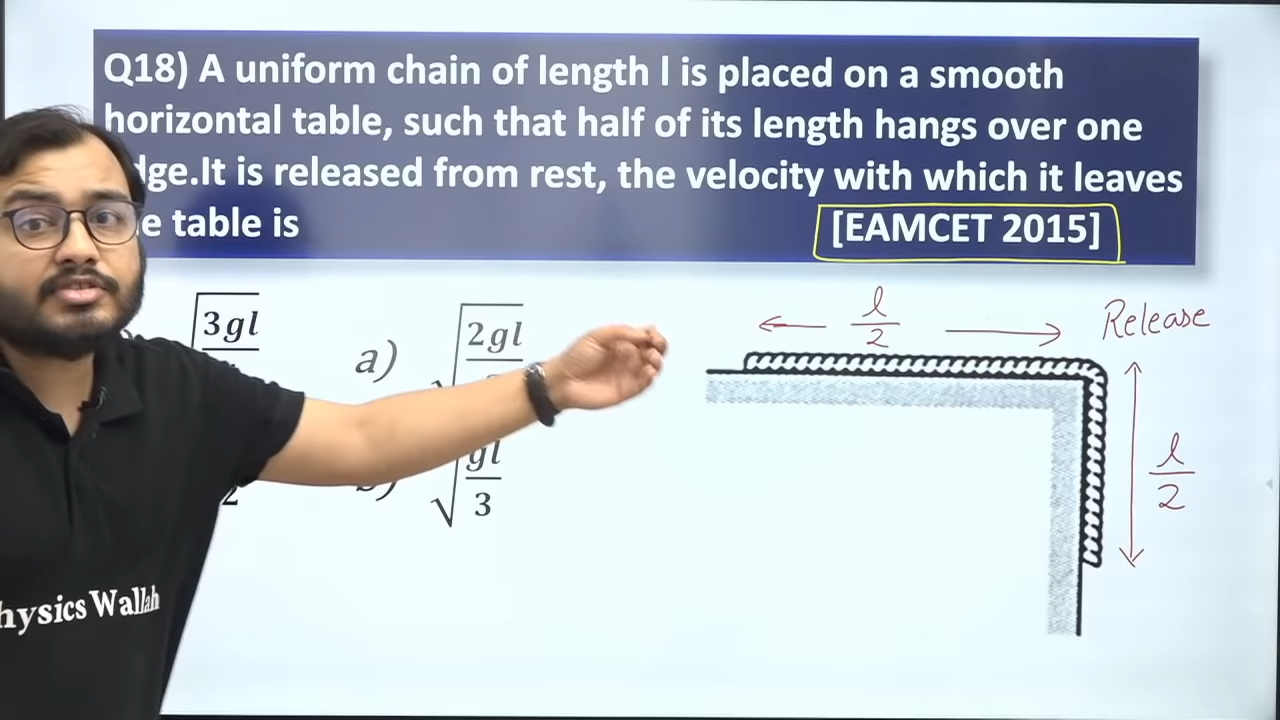 Q18) A uniform chain of length l is placed on a smooth
horizontal table, such that half of its length hangs over one
dge.It is released from rest, the velocity with which it leaves
e table is [EAMCET 2015]
l/2
Release
√3gl
a) √2gl
l/2
√gl/3
2
hysics Wallah